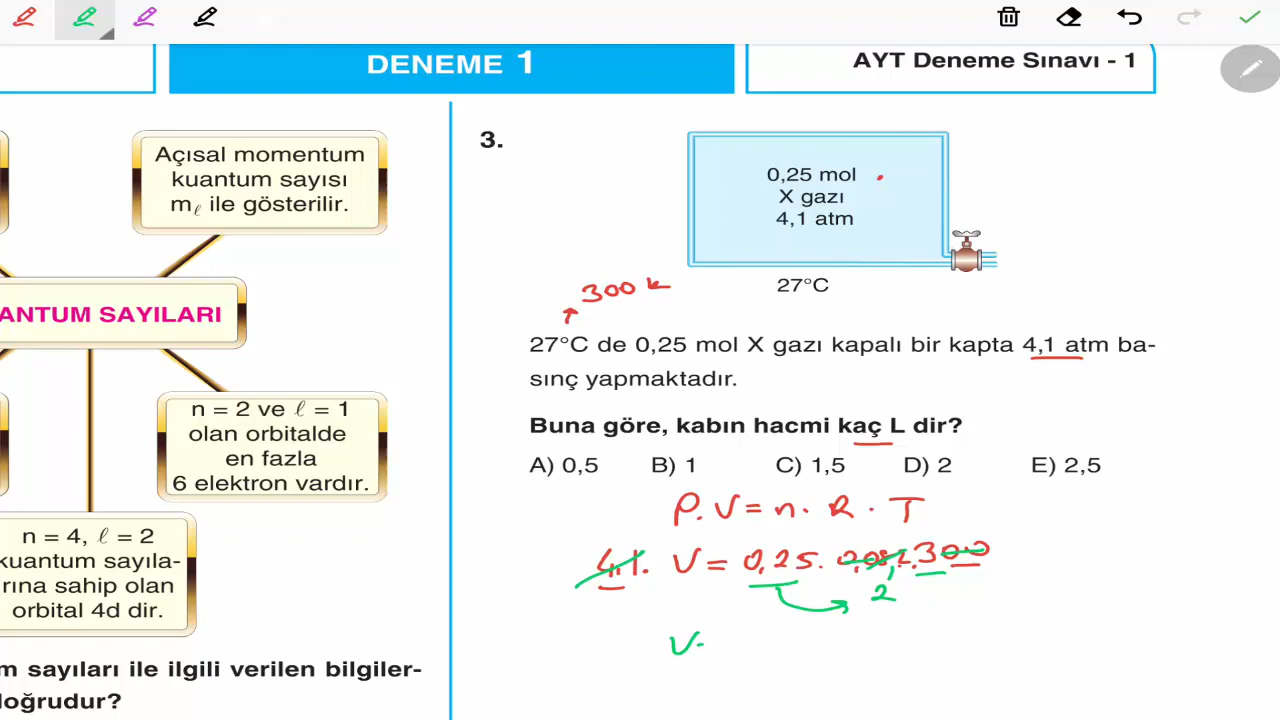 DENEME 1
AYT Deneme Sınavı - 1
Açısal momentum
kuantum sayısı
mℓ ile gösterilir.
ANTUM SAYILARI
n = 2 ve ℓ = 1
olan orbitalde
en fazla
6 elektron vardır.
n = 4, ℓ = 2
kuantum sayıla-
rına sahip olan
orbital 4d dir.
m sayıları ile ilgili verilen bilgiler-
doğrudur?
3.
0,25 mol
X gazı
4,1 atm
27°C
300 k
27°C de 0,25 mol X gazı kapalı bir kapta 4,1 atm ba-
sınç yapmaktadır.
Buna göre, kabın hacmi kaç L dir?
A) 0,5 B) 1 C) 1,5 D) 2 E) 2,5
P. V = n. R. T
4,1. V = 0,25. 0,082. 300
2
V